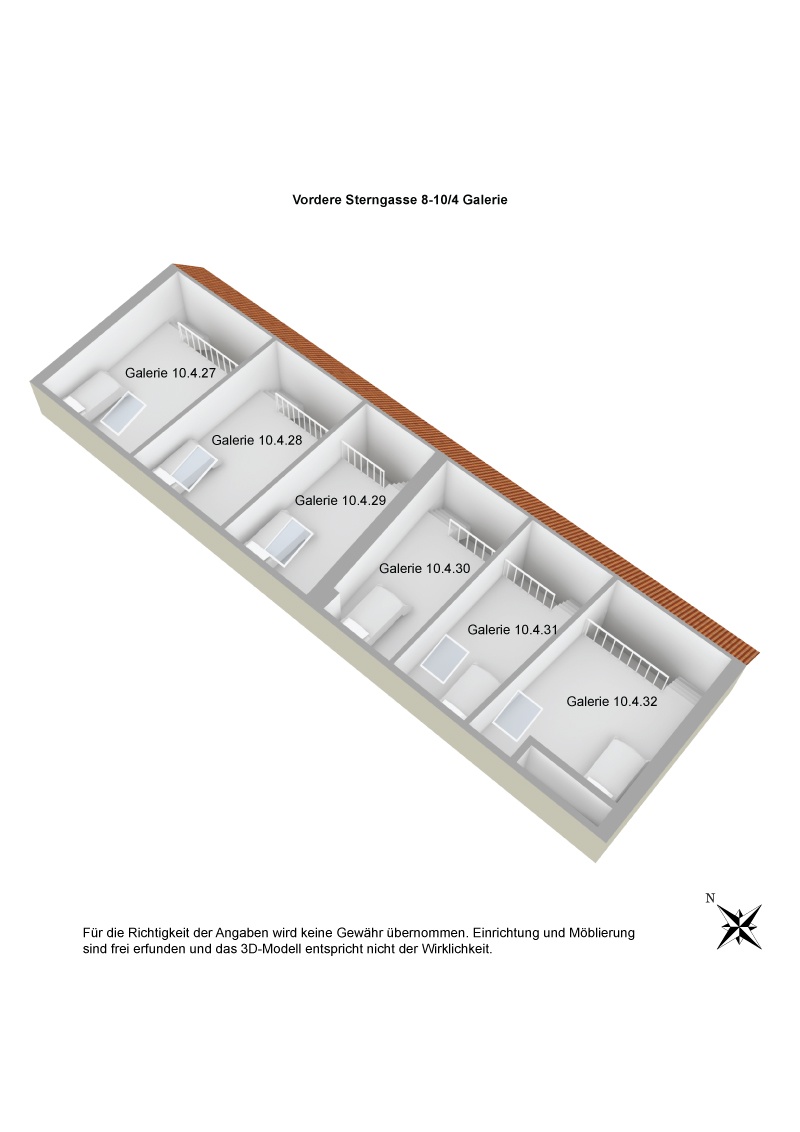 Vordere Sterngasse 8-10/4 Galerie
Galerie 10.4.27
Galerie 10.4.28
Galerie 10.4.29
Galerie 10.4.30
Galerie 10.4.31
Galerie 10.4.32
N
Für die Richtigkeit der Angaben wird keine Gewähr übernommen. Einrichtung und Möblierung
sind frei erfunden und das 3D-Modell entspricht nicht der Wirklichkeit.